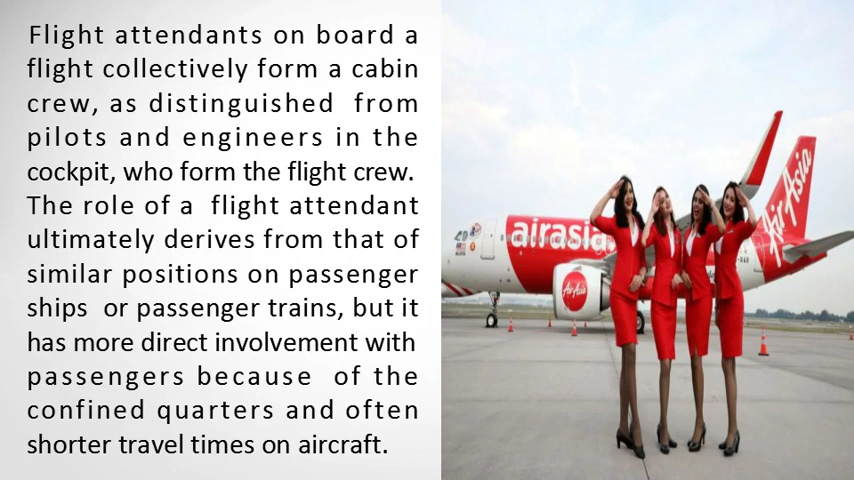 Flight attendants on board a
flight collectively form a cabin
crew, as distinguished from
pilots and engineers in the
cockpit, who form the flight crew.
The role of a flight attendant
ultimately derives from that of
similar positions on passenger
ships or passenger trains, but it
has more direct involvement with
passengers because of the
confined quarters and often
shorter travel times on aircraft.
airasia
AirAsia
AirAsia